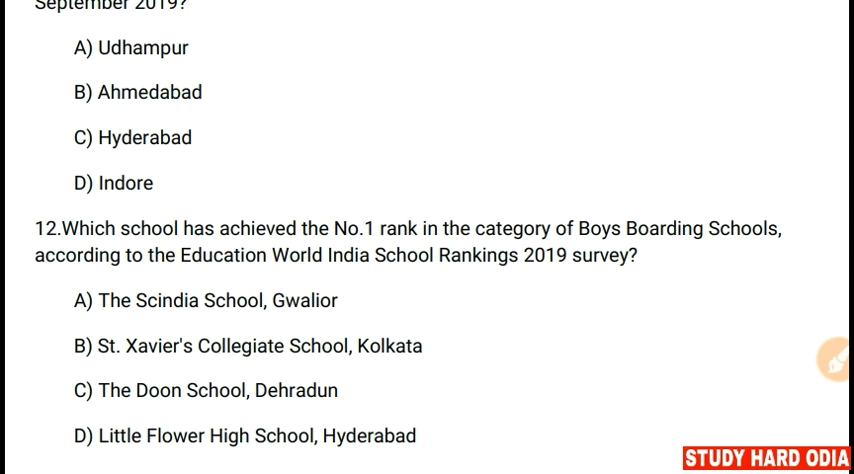 September 2019?
A) Udhampur
B) Ahmedabad
C) Hyderabad
D) Indore
12.Which school has achieved the No.1 rank in the category of Boys Boarding Schools,
according to the Education World India School Rankings 2019 survey?
A) The Scindia School, Gwalior
B) St. Xavier's Collegiate School, Kolkata
C) The Doon School, Dehradun
D) Little Flower High School, Hyderabad
STUDY HARD ODIA